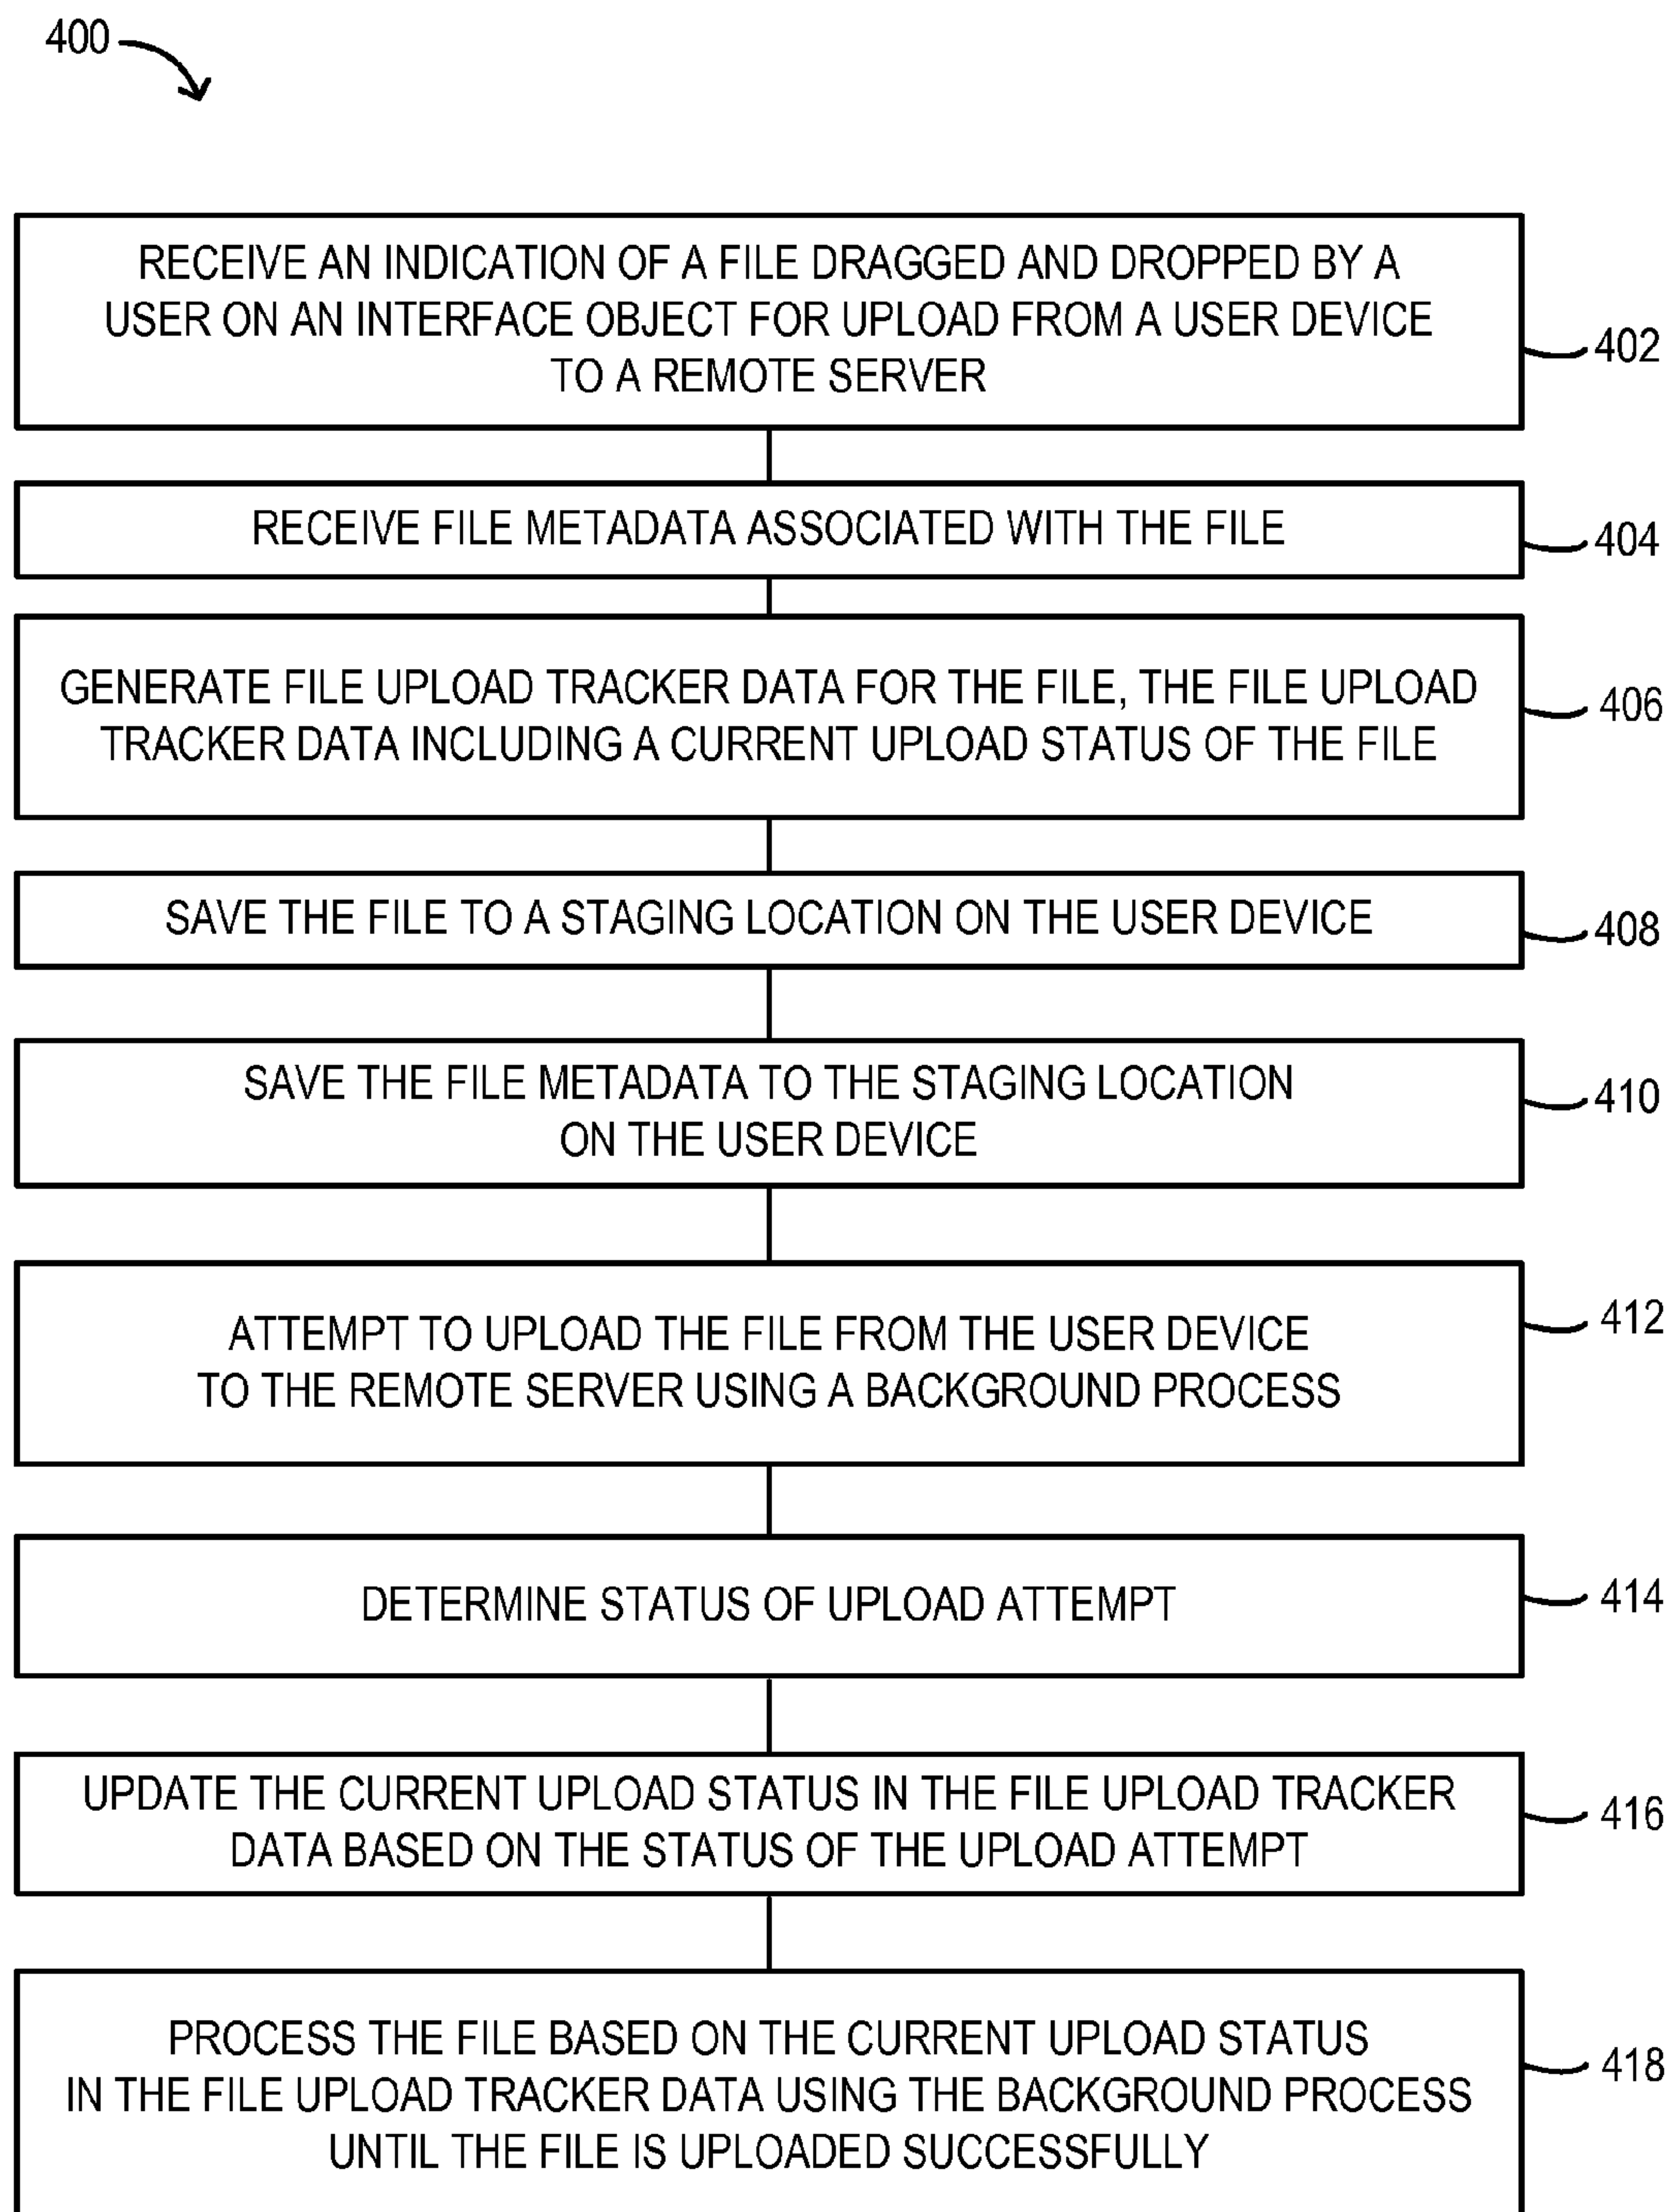 400
RECEIVE AN INDICATION OF A FILE DRAGGED AND DROPPED BY A
USER ON AN INTERFACE OBJECT FOR UPLOAD FROM A USER DEVICE
TO A REMOTE SERVER
402
RECEIVE FILE METADATA ASSOCIATED WITH THE FILE
404
GENERATE FILE UPLOAD TRACKER DATA FOR THE FILE, THE FILE UPLOAD
TRACKER DATA INCLUDING A CURRENT UPLOAD STATUS OF THE FILE
406
SAVE THE FILE TO A STAGING LOCATION ON THE USER DEVICE
408
SAVE THE FILE METADATA TO THE STAGING LOCATION
ON THE USER DEVICE
410
ATTEMPT TO UPLOAD THE FILE FROM THE USER DEVICE
TO THE REMOTE SERVER USING A BACKGROUND PROCESS
412
DETERMINE STATUS OF UPLOAD ATTEMPT
414
UPDATE THE CURRENT UPLOAD STATUS IN THE FILE UPLOAD TRACKER
DATA BASED ON THE STATUS OF THE UPLOAD ATTEMPT
416
PROCESS THE FILE BASED ON THE CURRENT UPLOAD STATUS
IN THE FILE UPLOAD TRACKER DATA USING THE BACKGROUND PROCESS
UNTIL THE FILE IS UPLOADED SUCCESSFULLY
418